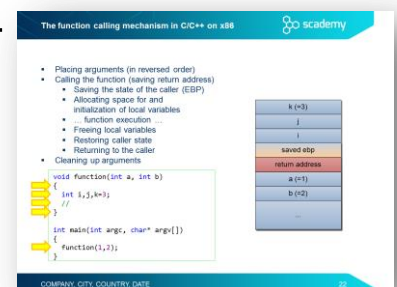 The function calling mechanism in C/C++ on x86
scademy
Placing arguments (in reversed order)
Calling the function (saving return address)
Saving the state of the caller (EBP)
Allocating space for and
initialization of local variables
... function execution ...
Freeing local variables
Restoring caller state
Returning to the caller
Cleaning up arguments
void function(int a, int b)
{
int i,j,k=3;
//
}
int main(int argc, char* argv[])
{
function(1,2);
}
k (=3)
j
i
saved ebp
return address
a (=1)
b (=2)
...
COMPANY, CITY, COUNTRY, DATE
22